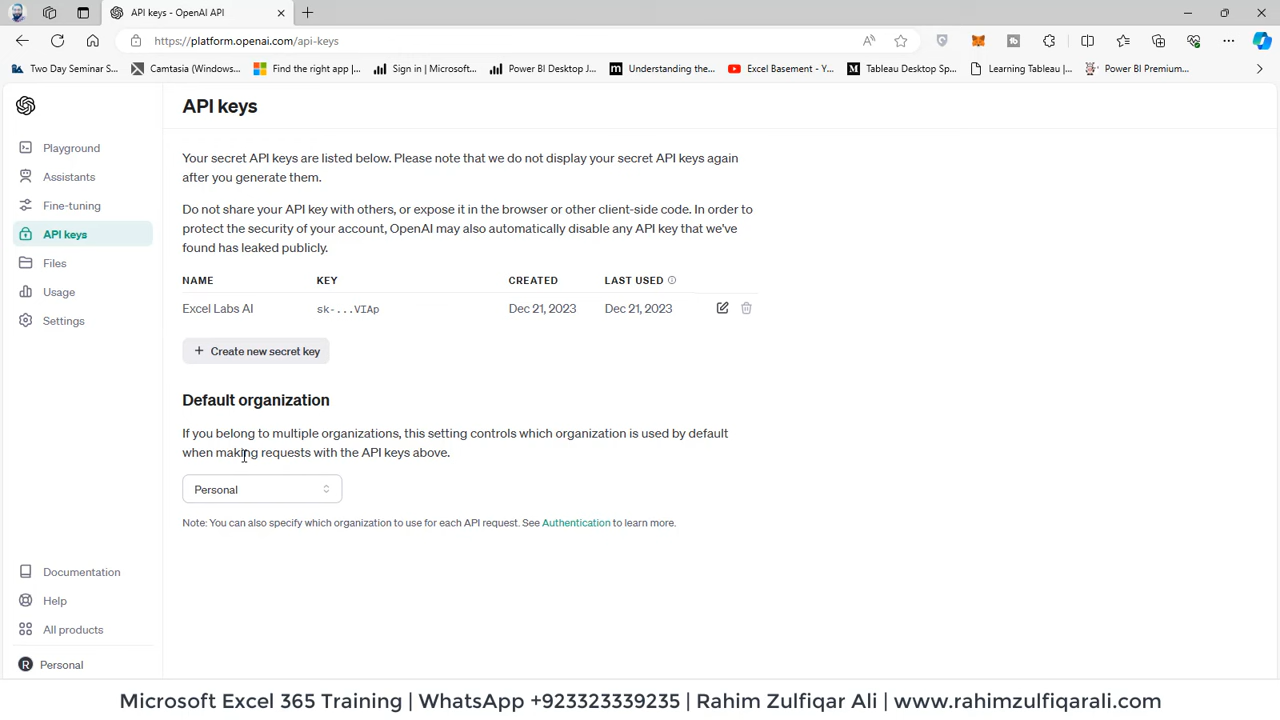 API keys - OpenAI API
https://platform.openai.com/api-keys
Two Day Seminar S...
Camtasia (Windows...
Find the right app |...
Sign in | Microsoft...
Power BI Desktop J...
Understanding the...
Excel Basement - Y...
Tableau Desktop Sp...
Learning Tableau |...
Power BI Premium...
Playground
Assistants
Fine-tuning
API keys
Files
Usage
Settings
Documentation
Help
All products
R Personal
API keys
Your secret API keys are listed below. Please note that we do not display your secret API keys again
after you generate them.
Do not share your API key with others, or expose it in the browser or other client-side code. In order to
protect the security of your account, OpenAI may also automatically disable any API key that we've
found has leaked publicly.
NAME KEY CREATED LAST USED
Excel Labs AI sk-...VIAp Dec 21, 2023 Dec 21, 2023
+ Create new secret key
Default organization
If you belong to multiple organizations, this setting controls which organization is used by default
when making requests with the API keys above.
Personal
Note: You can also specify which organization to use for each API request. See Authentication to learn more.
Microsoft Excel 365 Training | WhatsApp +923323339235 | Rahim Zulfiqar Ali | www.rahimzulfiqarali.com